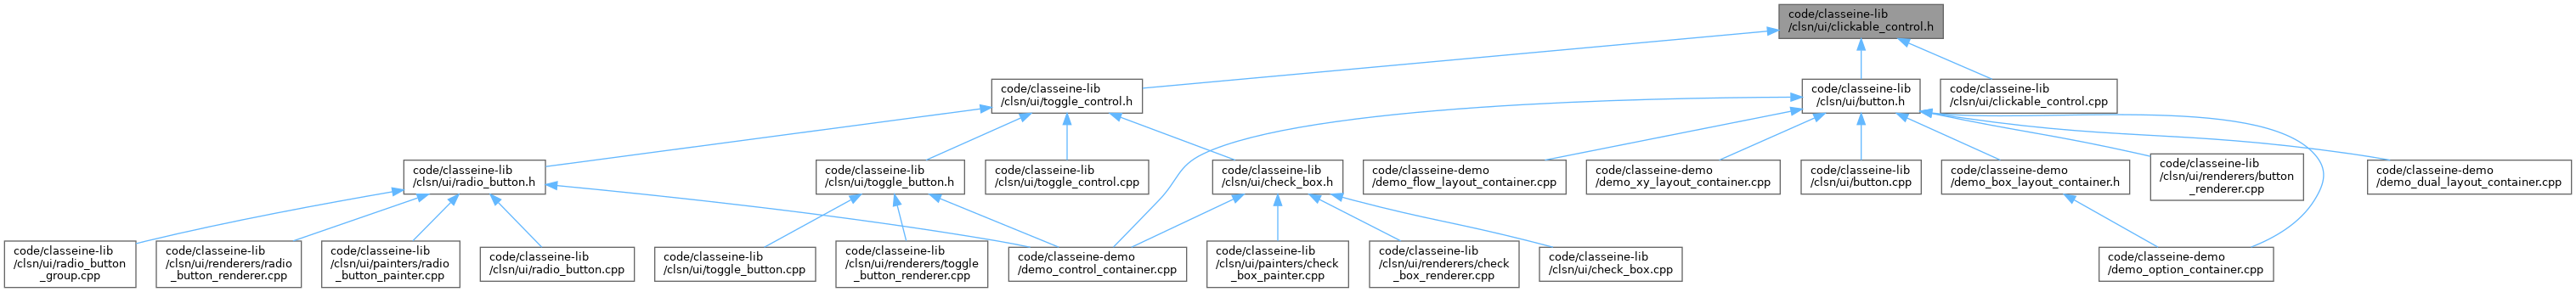 code/classeine-lib
/clsn/ui/clickable_control.h
code/classeine-lib
/clsn/ui/toggle_control.h
code/classeine-lib
/clsn/ui/button.h
code/classeine-lib
/clsn/ui/clickable_control.cpp
code/classeine-lib
/clsn/ui/radio_button.h
code/classeine-lib
/clsn/ui/toggle_button.h
code/classeine-lib
/clsn/ui/toggle_control.cpp
code/classeine-lib
/clsn/ui/check_box.h
code/classeine-demo
/demo_flow_layout_container.cpp
code/classeine-demo
/demo_xy_layout_container.cpp
code/classeine-lib
/clsn/ui/button.cpp
code/classeine-demo
/demo_box_layout_container.h
code/classeine-lib
/clsn/ui/renderers/button
_renderer.cpp
code/classeine-demo
/demo_dual_layout_container.cpp
code/classeine-lib
/clsn/ui/radio_button
_group.cpp
code/classeine-lib
/clsn/ui/renderers/radio
_button_renderer.cpp
code/classeine-lib
/clsn/ui/painters/radio
_button_painter.cpp
code/classeine-lib
/clsn/ui/radio_button.cpp
code/classeine-lib
/clsn/ui/toggle_button.cpp
code/classeine-lib
/clsn/ui/renderers/toggle
_button_renderer.cpp
code/classeine-demo
/demo_control_container.cpp
code/classeine-lib
/clsn/ui/painters/check
_box_painter.cpp
code/classeine-lib
/clsn/ui/renderers/check
_box_renderer.cpp
code/classeine-lib
/clsn/ui/check_box.cpp
code/classeine-demo
/demo_option_container.cpp